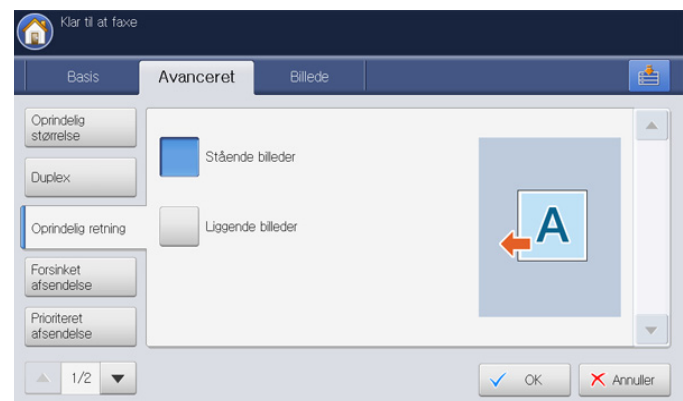 Klar til at faxe
Basis
Avanceret
Billede
Oprindelig
størrelse
Duplex
Oprindelig retning
Forsinket
afsendelse
Prioriteret
afsendelse
Stående billeder
Liggende billeder
A
1/2
OK
Annuller